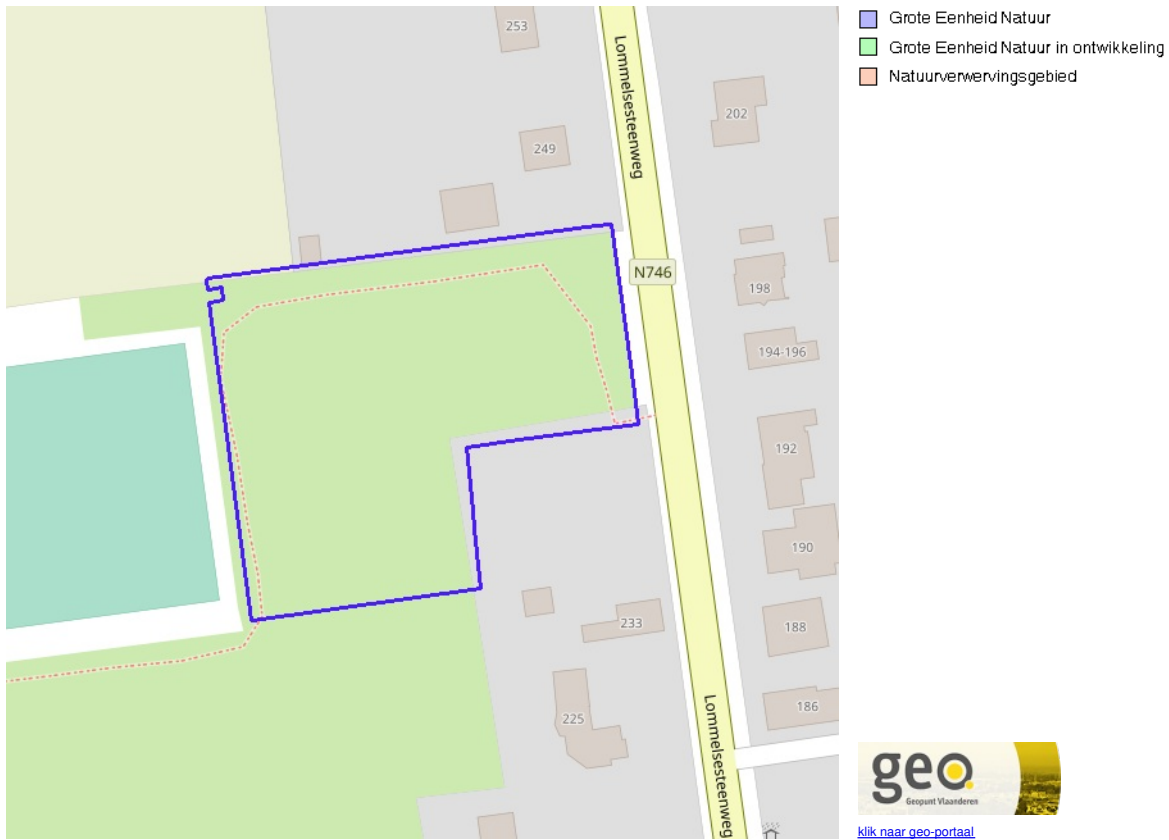 253
Lommelsesteenweg
202
249
N746
198
194-196
192
190
233
188
225
186
Lommelsesteenweg
Grote Eenheid Natuur
Grote Eenheid Natuur in ontwikkeling
Natuurverwervingsgebied
geo.
Geopunt Vlaanderen
klik naar geo-portaal